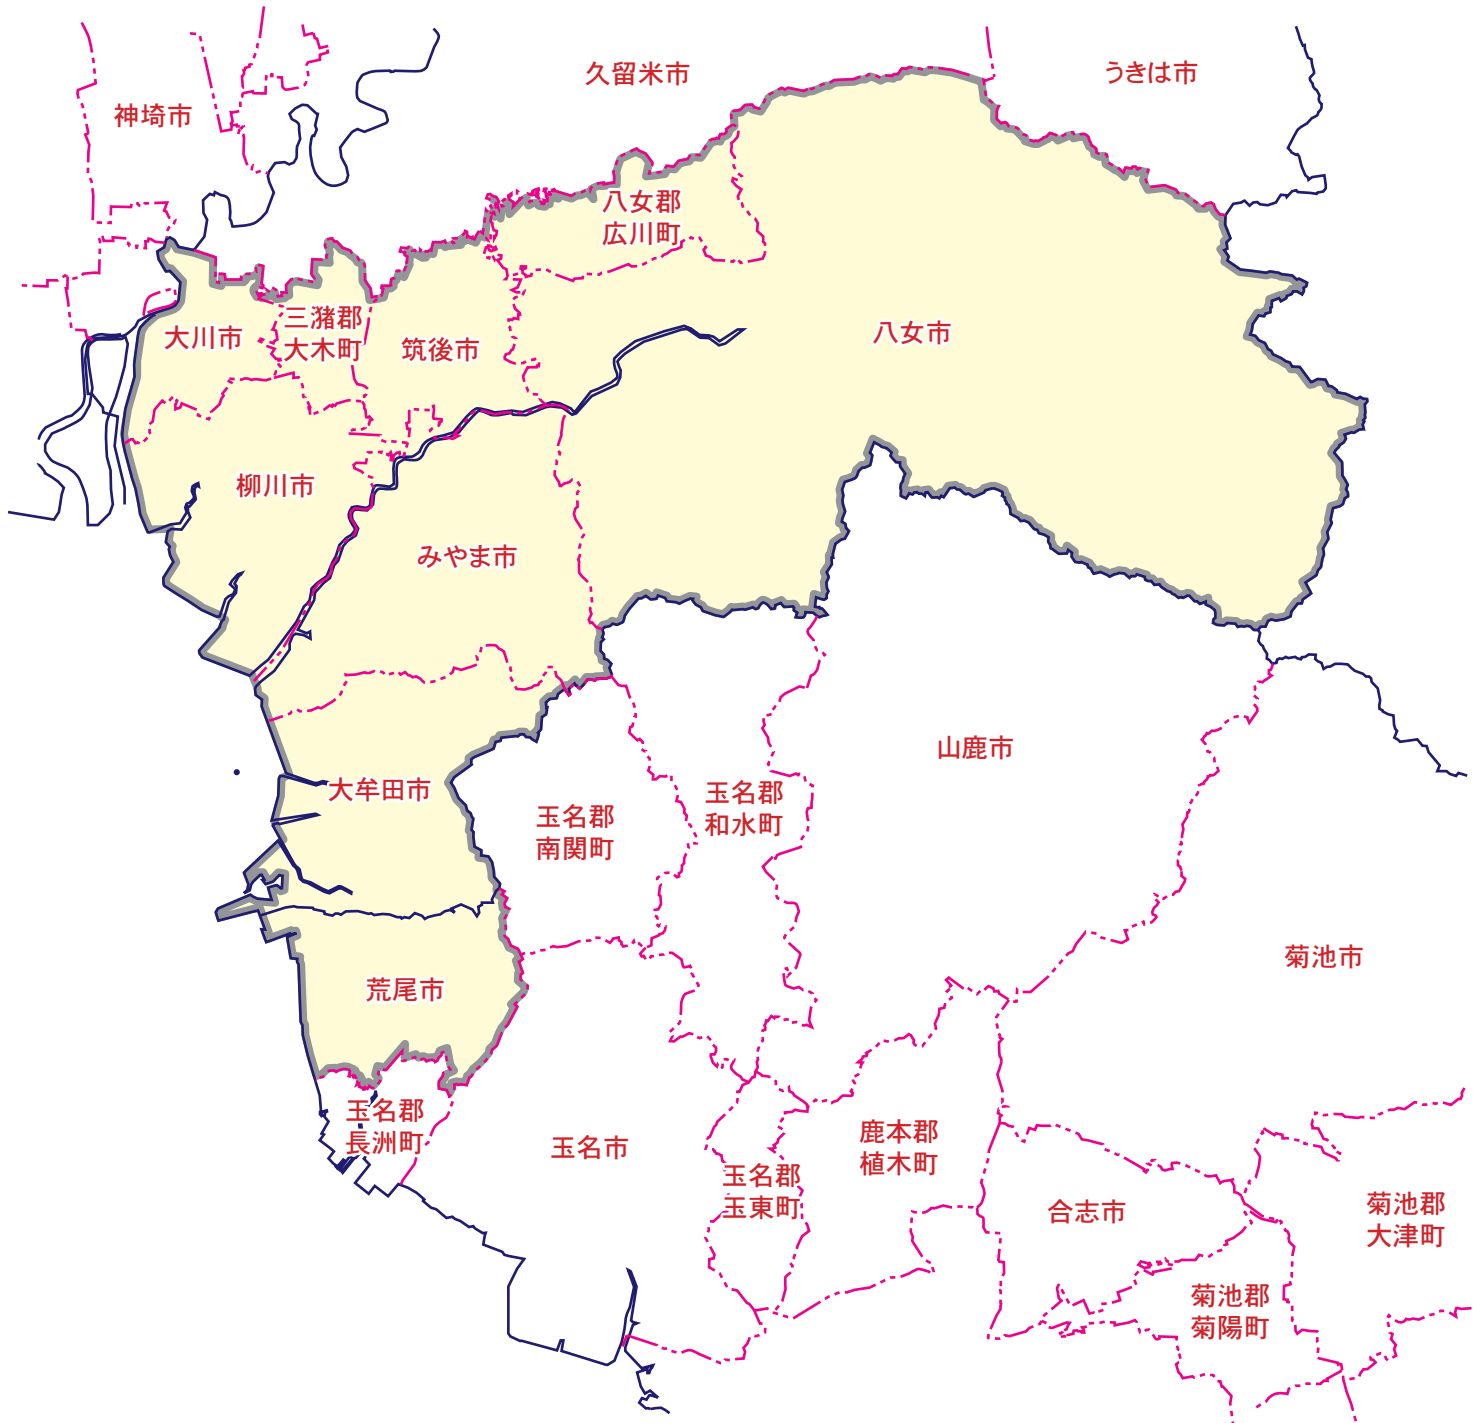 久留米市
うきは市
神埼市
八女郡
広川町
大川市
三潴郡
大木町
筑後市
八女市
柳川市
みやま市
山鹿市
大牟田市
玉名郡
南関町
玉名郡
和水町
菊池市
荒尾市
玉名郡
長洲町
玉名市
鹿本郡
植木町
玉名郡
玉東町
合志市
菊池郡
大津町
菊池郡
菊陽町